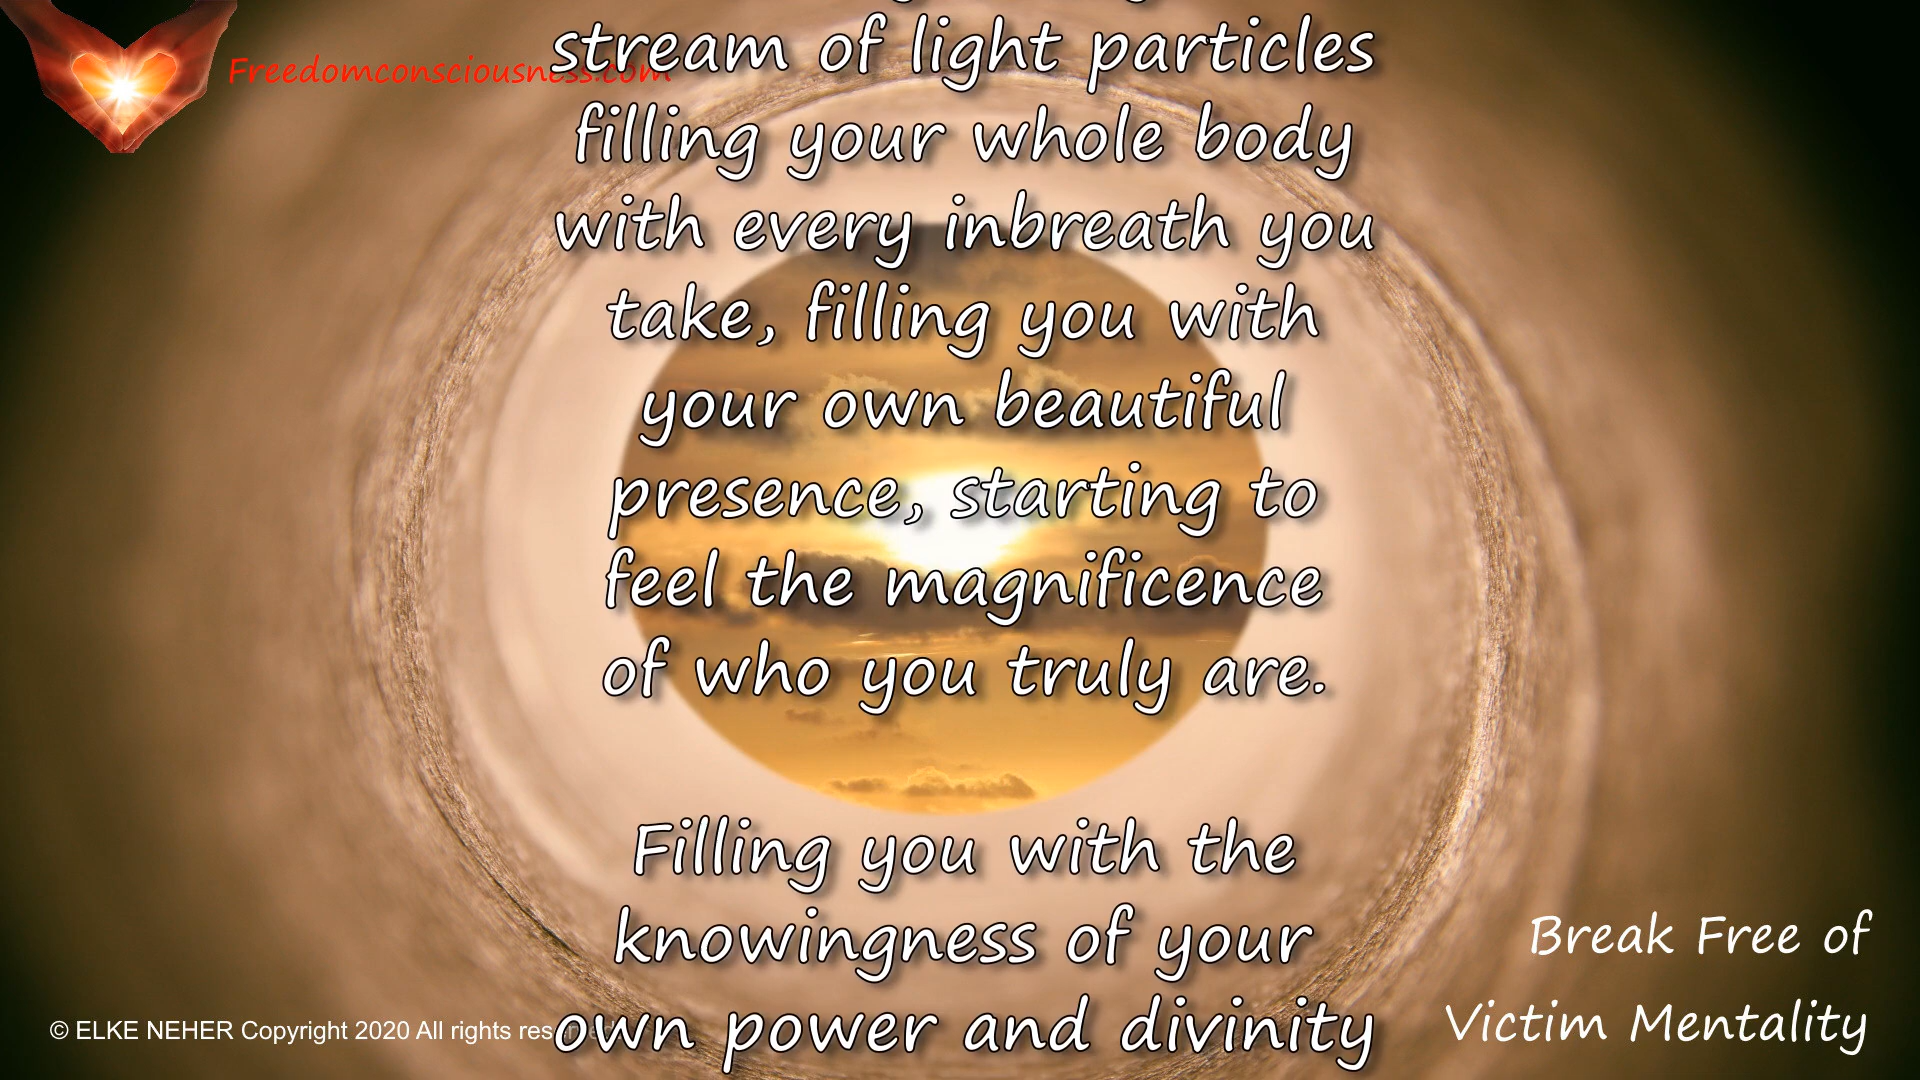 Freedomconsciousness.com
stream of light particles
filling your whole body
with every inbreath you
take, filling you with
your own beautiful
presence, starting to
feel the magnificence
of who you truly are.
Filling you with the
knowingness of your
own power and divinity
Break Free of
Victim Mentality
© ELKE NEHER Copyright 2020 All rights reserved